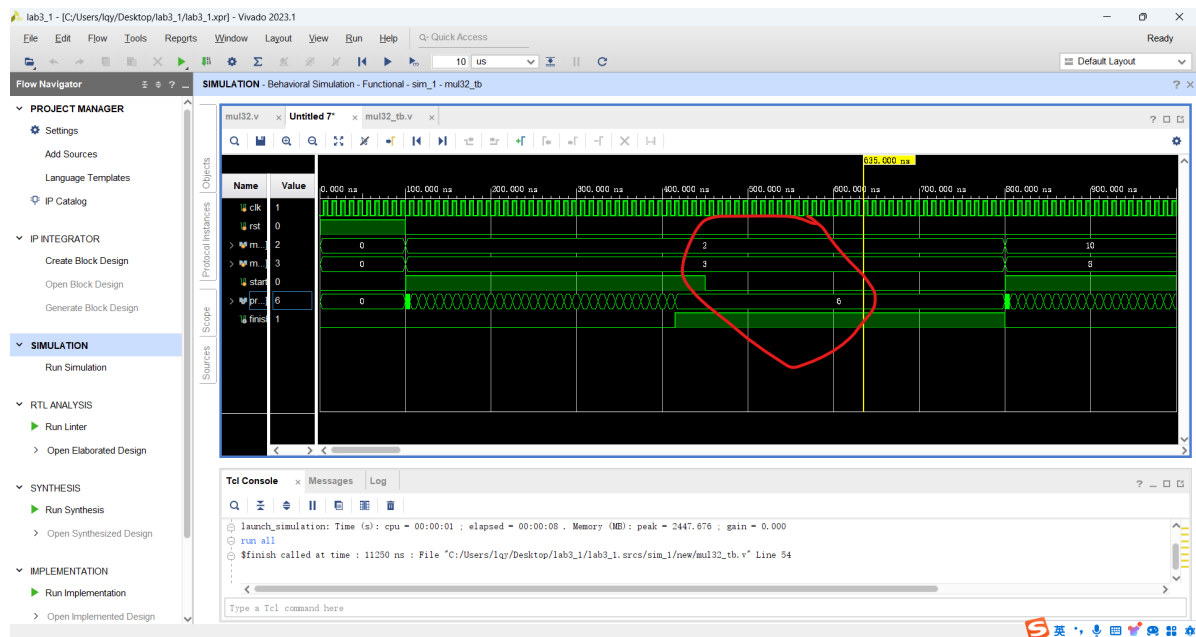 lab3_1 - [C:/Users/lqy/Desktop/lab3_1/lab3_1.xpr] - Vivado 2023.1
File Edit Flow Tools Reports Window Layout View Run Help Q- Quick Access Ready
10 us Default Layout
Flow Navigator
SIMULATION - Behavioral Simulation - Functional - sim_1 - mul32_tb
PROJECT MANAGER
Settings
Add Sources
Language Templates
IP Catalog
IP INTEGRATOR
Create Block Design
Open Block Design
Generate Block Design
SIMULATION
Run Simulation
RTL ANALYSIS
Run Linter
Open Elaborated Design
SYNTHESIS
Run Synthesis
Open Synthesized Design
IMPLEMENTATION
Run Implementation
Open Implemented Design
Objects
Protocol Instances
Scope
Sources
mul32.v Untitled 7* mul32_tb.v
635.000 ns
Name Value 0.000 ns 100.000 ns 200.000 ns 300.000 ns 400.000 ns 500.000 ns 600.000 ns 700.000 ns 800.000 ns 900.000 ns
clk 1
rst 0
m...] 2 0 2 10
m...] 3 0 3 8
start 0
pr...] 6 0 6
finish 1
Tcl Console Messages Log
launch_simulation: Time (s): cpu = 00:00:01 ; elapsed = 00:00:08 . Memory (MB): peak = 2447.676 ; gain = 0.000
run all
$finish called at time : 11250 ns : File "C:/Users/lqy/Desktop/lab3_1/lab3_1.srcs/sim_1/new/mul32_tb.v" Line 54
Type a Tcl command here
英